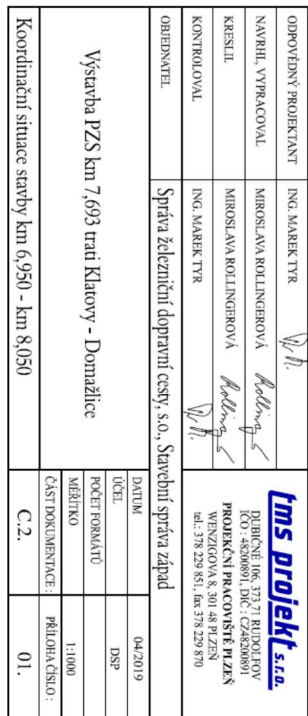 ODPOVĚDNÝ PROJEKTANT ING. MAREK TYR
NAVRHL, VYPRACOVAL MIROSLAVA ROLLINGEROVÁ
KRESLIL MIROSLAVA ROLLINGEROVÁ
KONTROLOVAL ING. MAREK TYR
tms projekt s.r.o.
DUBIČNÉ 106, 373 71 RUDOLFOV
IČO : 48200891, DIČ : CZ48200891
PROJEKČNÍ PRACOVIŠTĚ PLZEŇ
WENZIGOVA 8, 301 48 PLZEŇ
tel.: 378 229 851, fax 378 229 870
OBJEDNATEL Správa železniční dopravní cesty, s.o., Stavební správa západ
Výstavba PZS km 7,693 trati Klatovy - Domažlice
DATUM 04/2019
ÚČEL DSP
POČET FORMÁTŮ
MĚŘÍTKO 1:1000
Koordinační situace stavby km 6,950 - km 8,050
ČÁST DOKUMENTACE : PŘÍLOHA ČÍSLO :
C.2. 01.